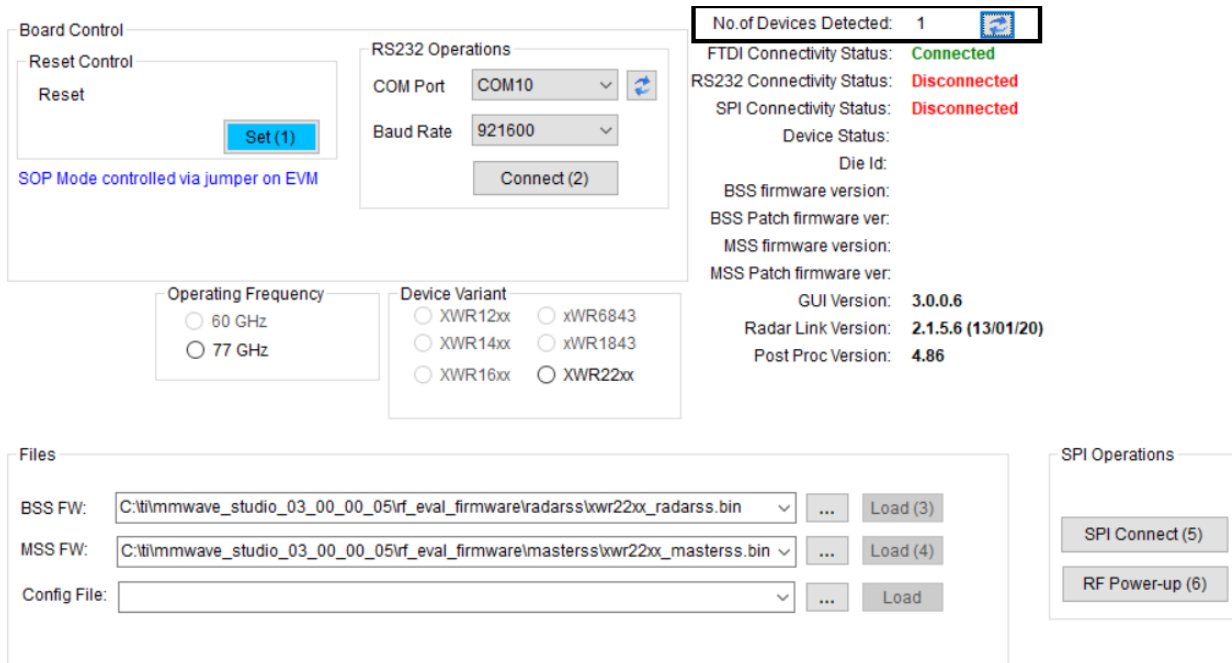 Board Control
Reset Control
Reset
Set (1)
SOP Mode controlled via jumper on EVM
RS232 Operations
COM Port COM10
Baud Rate 921600
Connect (2)
No.of Devices Detected: 1
FTDI Connectivity Status: Connected
RS232 Connectivity Status: Disconnected
SPI Connectivity Status: Disconnected
Device Status:
Die Id:
BSS firmware version:
BSS Patch firmware ver:
MSS firmware version:
MSS Patch firmware ver:
GUI Version: 3.0.0.6
Radar Link Version: 2.1.5.6 (13/01/20)
Post Proc Version: 4.86
Operating Frequency
60 GHz
77 GHz
Device Variant
XWR12xx xWR6843
XWR14xx xWR1843
XWR16xx XWR22xx
Files
BSS FW: C:\ti\mmwave_studio_03_00_00_05\rf_eval_firmware\radarss\xwr22xx_radarss.bin ... Load (3)
MSS FW: C:\ti\mmwave_studio_03_00_00_05\rf_eval_firmware\masterss\xwr22xx_masterss.bin ... Load (4)
Config File: ... Load
SPI Operations
SPI Connect (5)
RF Power-up (6)